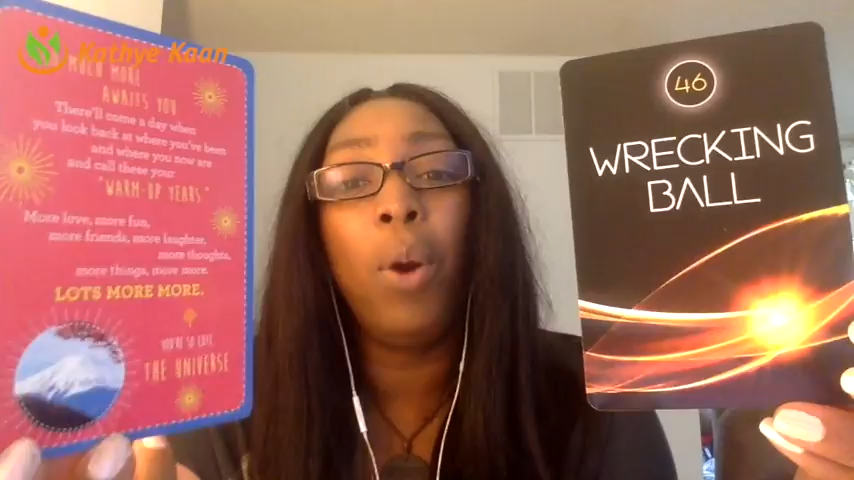 Kathye Kaan
MUCH MORE
AWAITS YOU
There'll come a day when
you look back at where you've been
and where you now are
and call these your
"WARM-UP YEARS."
More love, more fun,
more friends, more laughter,
more thoughts,
more things, more more.
LOTS MORE MORE.
YOU'RE SO LOVE
THE UNIVERSE
46
WRECKING
BALL